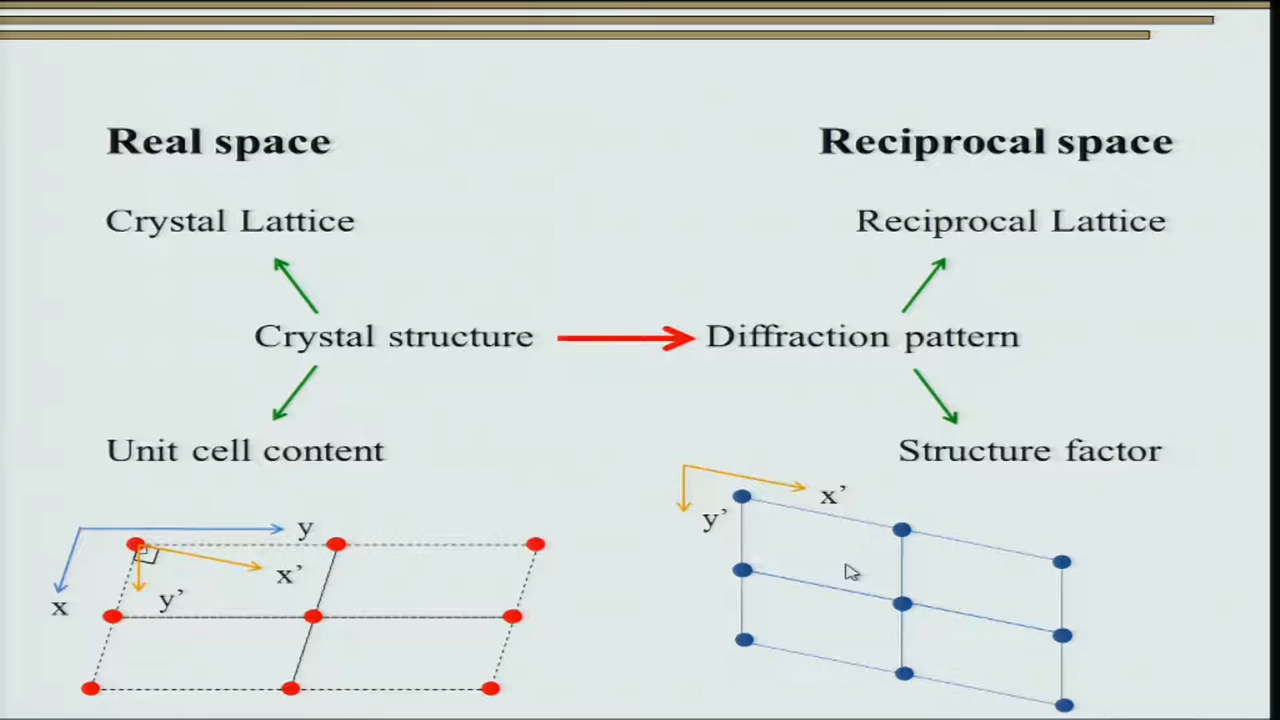 Real space
Reciprocal space
Crystal Lattice
Reciprocal Lattice
Crystal structure
Diffraction pattern
Unit cell content
Structure factor
y
x'
y'
x
x'
y'